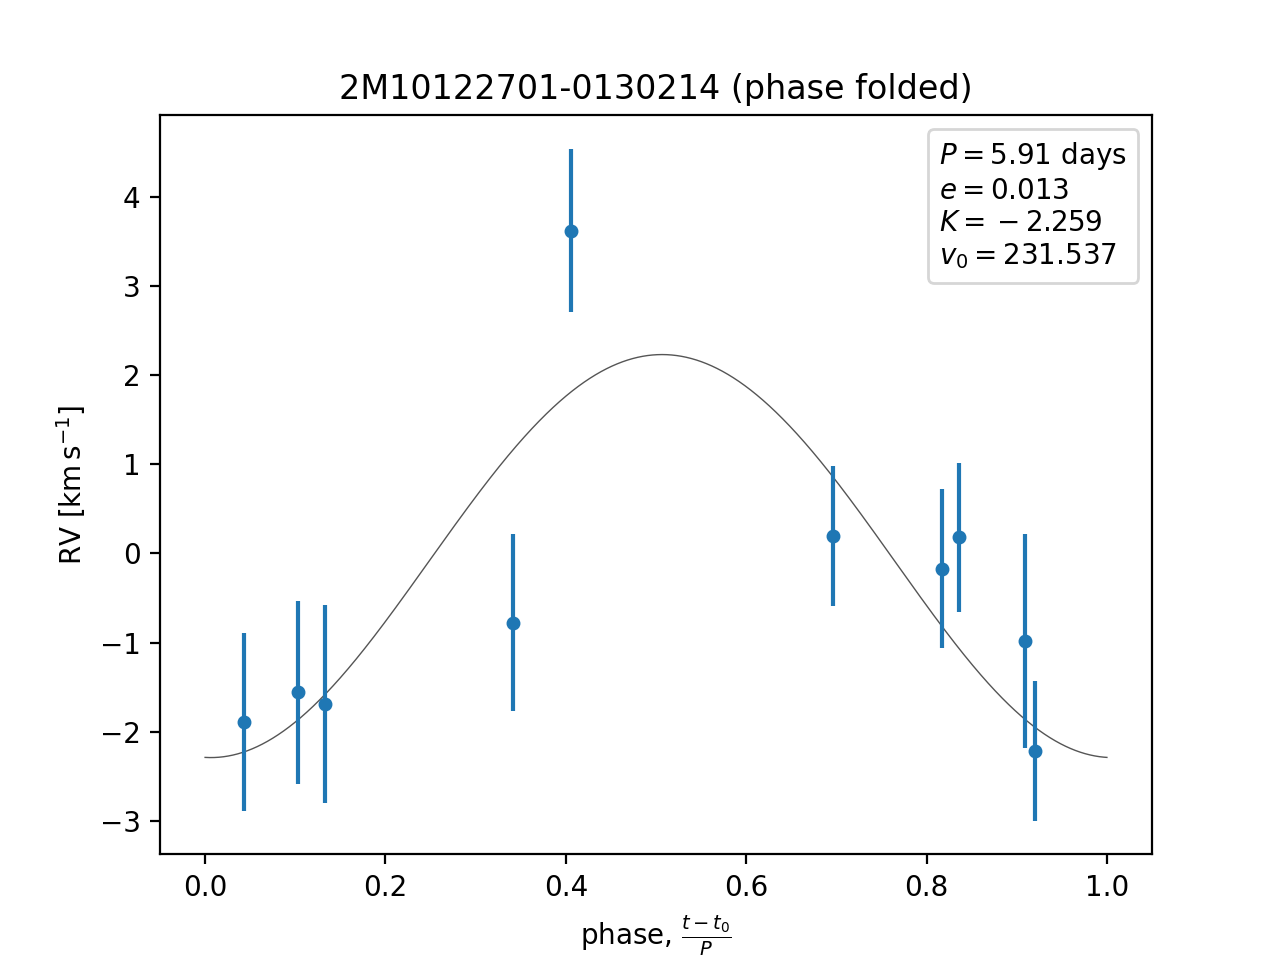 2M10122701-0130214 (phase folded)
P = 5.91 days
e = 0.013
K = −2.259
v₀ = 231.537
4
3
2
1
0
−1
−2
−3
RV [km s⁻¹]
0.0 0.2 0.4 0.6 0.8 1.0
phase, (t − t₀)/P